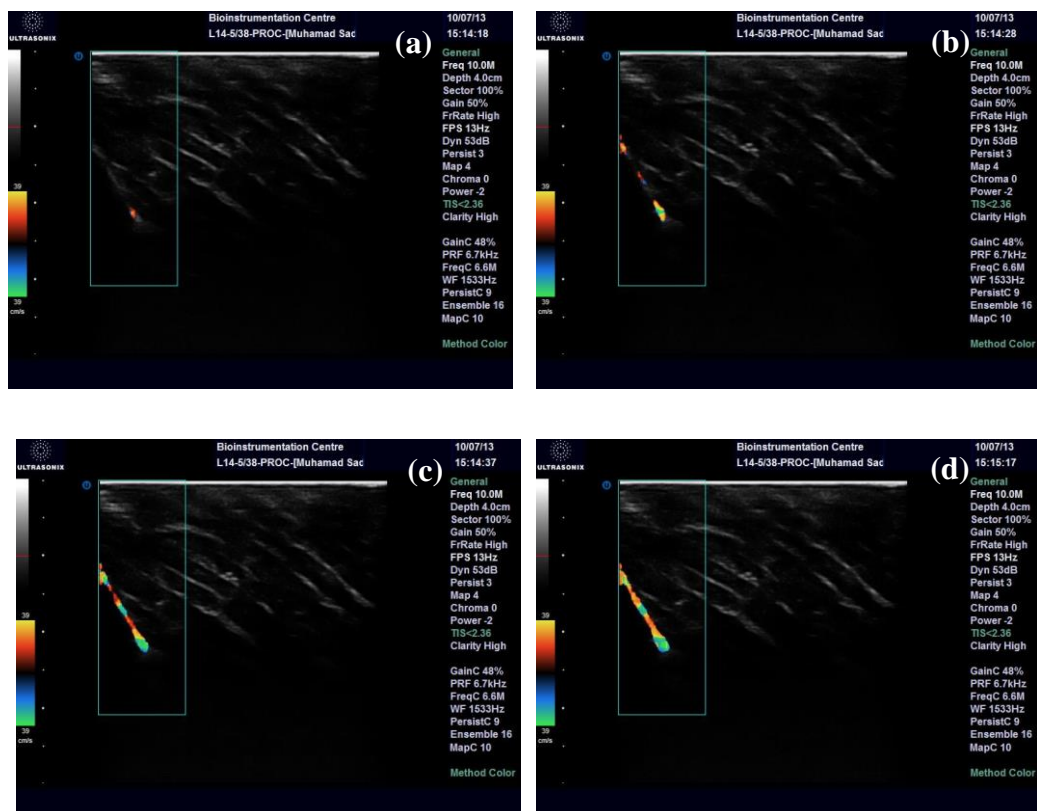 Bioinstrumentation Centre
10/07/13
L14-5/38-PROC-[Muhamad Sad
15:14:18
ULTRASONIX
(a)
General
Freq 10.0M
Depth 4.0cm
Sector 100%
Gain 50%
FrRate High
FPS 13Hz
Dyn 53dB
Persist 3
Map 4
Chroma 0
Power -2
TIS<2.36
Clarity High
GainC 48%
PRF 6.7kHz
FreqC 6.6M
WF 1533Hz
PersistC 9
Ensemble 16
MapC 10
Method Color
39
39
cm/s
Bioinstrumentation Centre
10/07/13
L14-5/38-PROC-[Muhamad Sad
15:14:28
ULTRASONIX
(b)
General
Freq 10.0M
Depth 4.0cm
Sector 100%
Gain 50%
FrRate High
FPS 13Hz
Dyn 53dB
Persist 3
Map 4
Chroma 0
Power -2
TIS<2.36
Clarity High
GainC 48%
PRF 6.7kHz
FreqC 6.6M
WF 1533Hz
PersistC 9
Ensemble 16
MapC 10
Method Color
39
39
cm/s
Bioinstrumentation Centre
10/07/13
L14-5/38-PROC-[Muhamad Sad
15:14:37
ULTRASONIX
(c)
General
Freq 10.0M
Depth 4.0cm
Sector 100%
Gain 50%
FrRate High
FPS 13Hz
Dyn 53dB
Persist 3
Map 4
Chroma 0
Power -2
TIS<2.36
Clarity High
GainC 48%
PRF 6.7kHz
FreqC 6.6M
WF 1533Hz
PersistC 9
Ensemble 16
MapC 10
Method Color
39
39
cm/s
Bioinstrumentation Centre
10/07/13
L14-5/38-PROC-[Muhamad Sad
15:15:17
ULTRASONIX
(d)
General
Freq 10.0M
Depth 4.0cm
Sector 100%
Gain 50%
FrRate High
FPS 13Hz
Dyn 53dB
Persist 3
Map 4
Chroma 0
Power -2
TIS<2.36
Clarity High
GainC 48%
PRF 6.7kHz
FreqC 6.6M
WF 1533Hz
PersistC 9
Ensemble 16
MapC 10
Method Color
39
39
cm/s